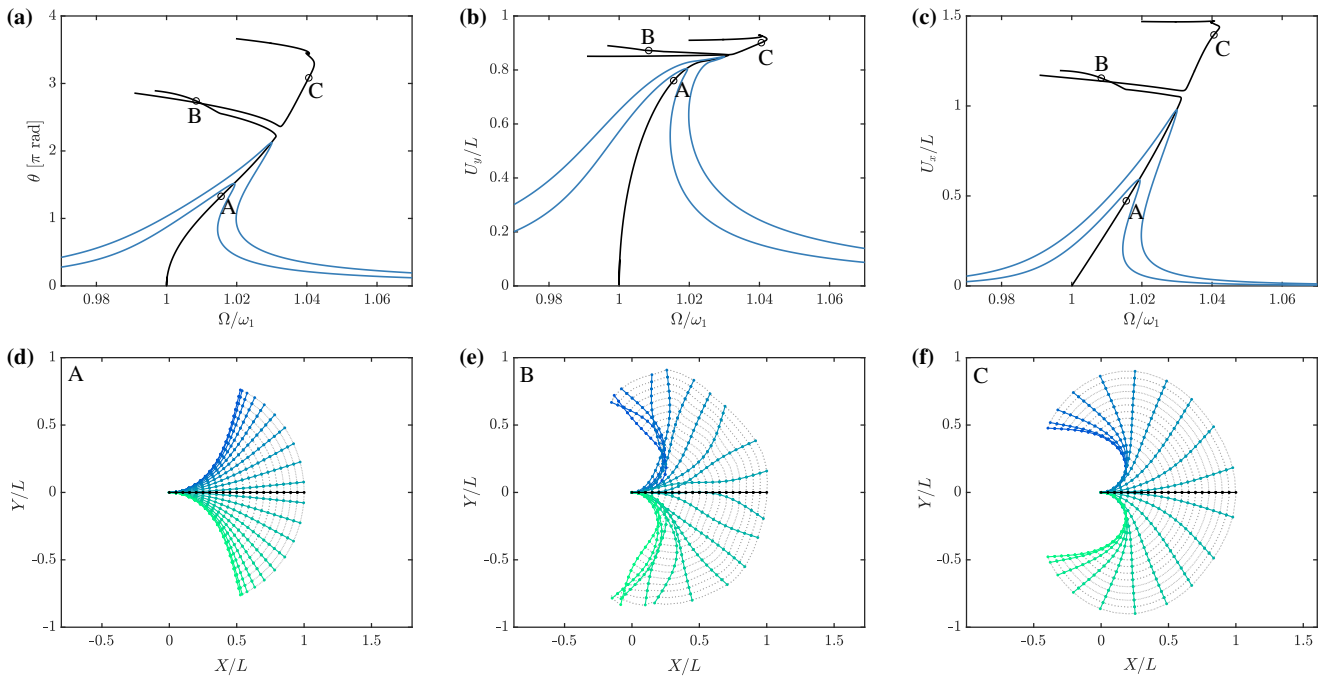 (a)
4
3
2
1
0
θ [π rad]
0.98
1
1.02
1.04
1.06
Ω/ω₁
A
B
C
(b)
1
0.8
0.6
0.4
0.2
0
U_y/L
0.98
1
1.02
1.04
1.06
Ω/ω₁
A
B
C
(c)
1.5
1
0.5
0
U_x/L
0.98
1
1.02
1.04
1.06
Ω/ω₁
A
B
C
(d)
A
1
0.5
0
-0.5
-1
Y/L
-0.5
0
0.5
1
1.5
X/L
(e)
B
1
0.5
0
-0.5
-1
Y/L
-0.5
0
0.5
1
1.5
X/L
(f)
C
1
0.5
0
-0.5
-1
Y/L
-0.5
0
0.5
1
1.5
X/L